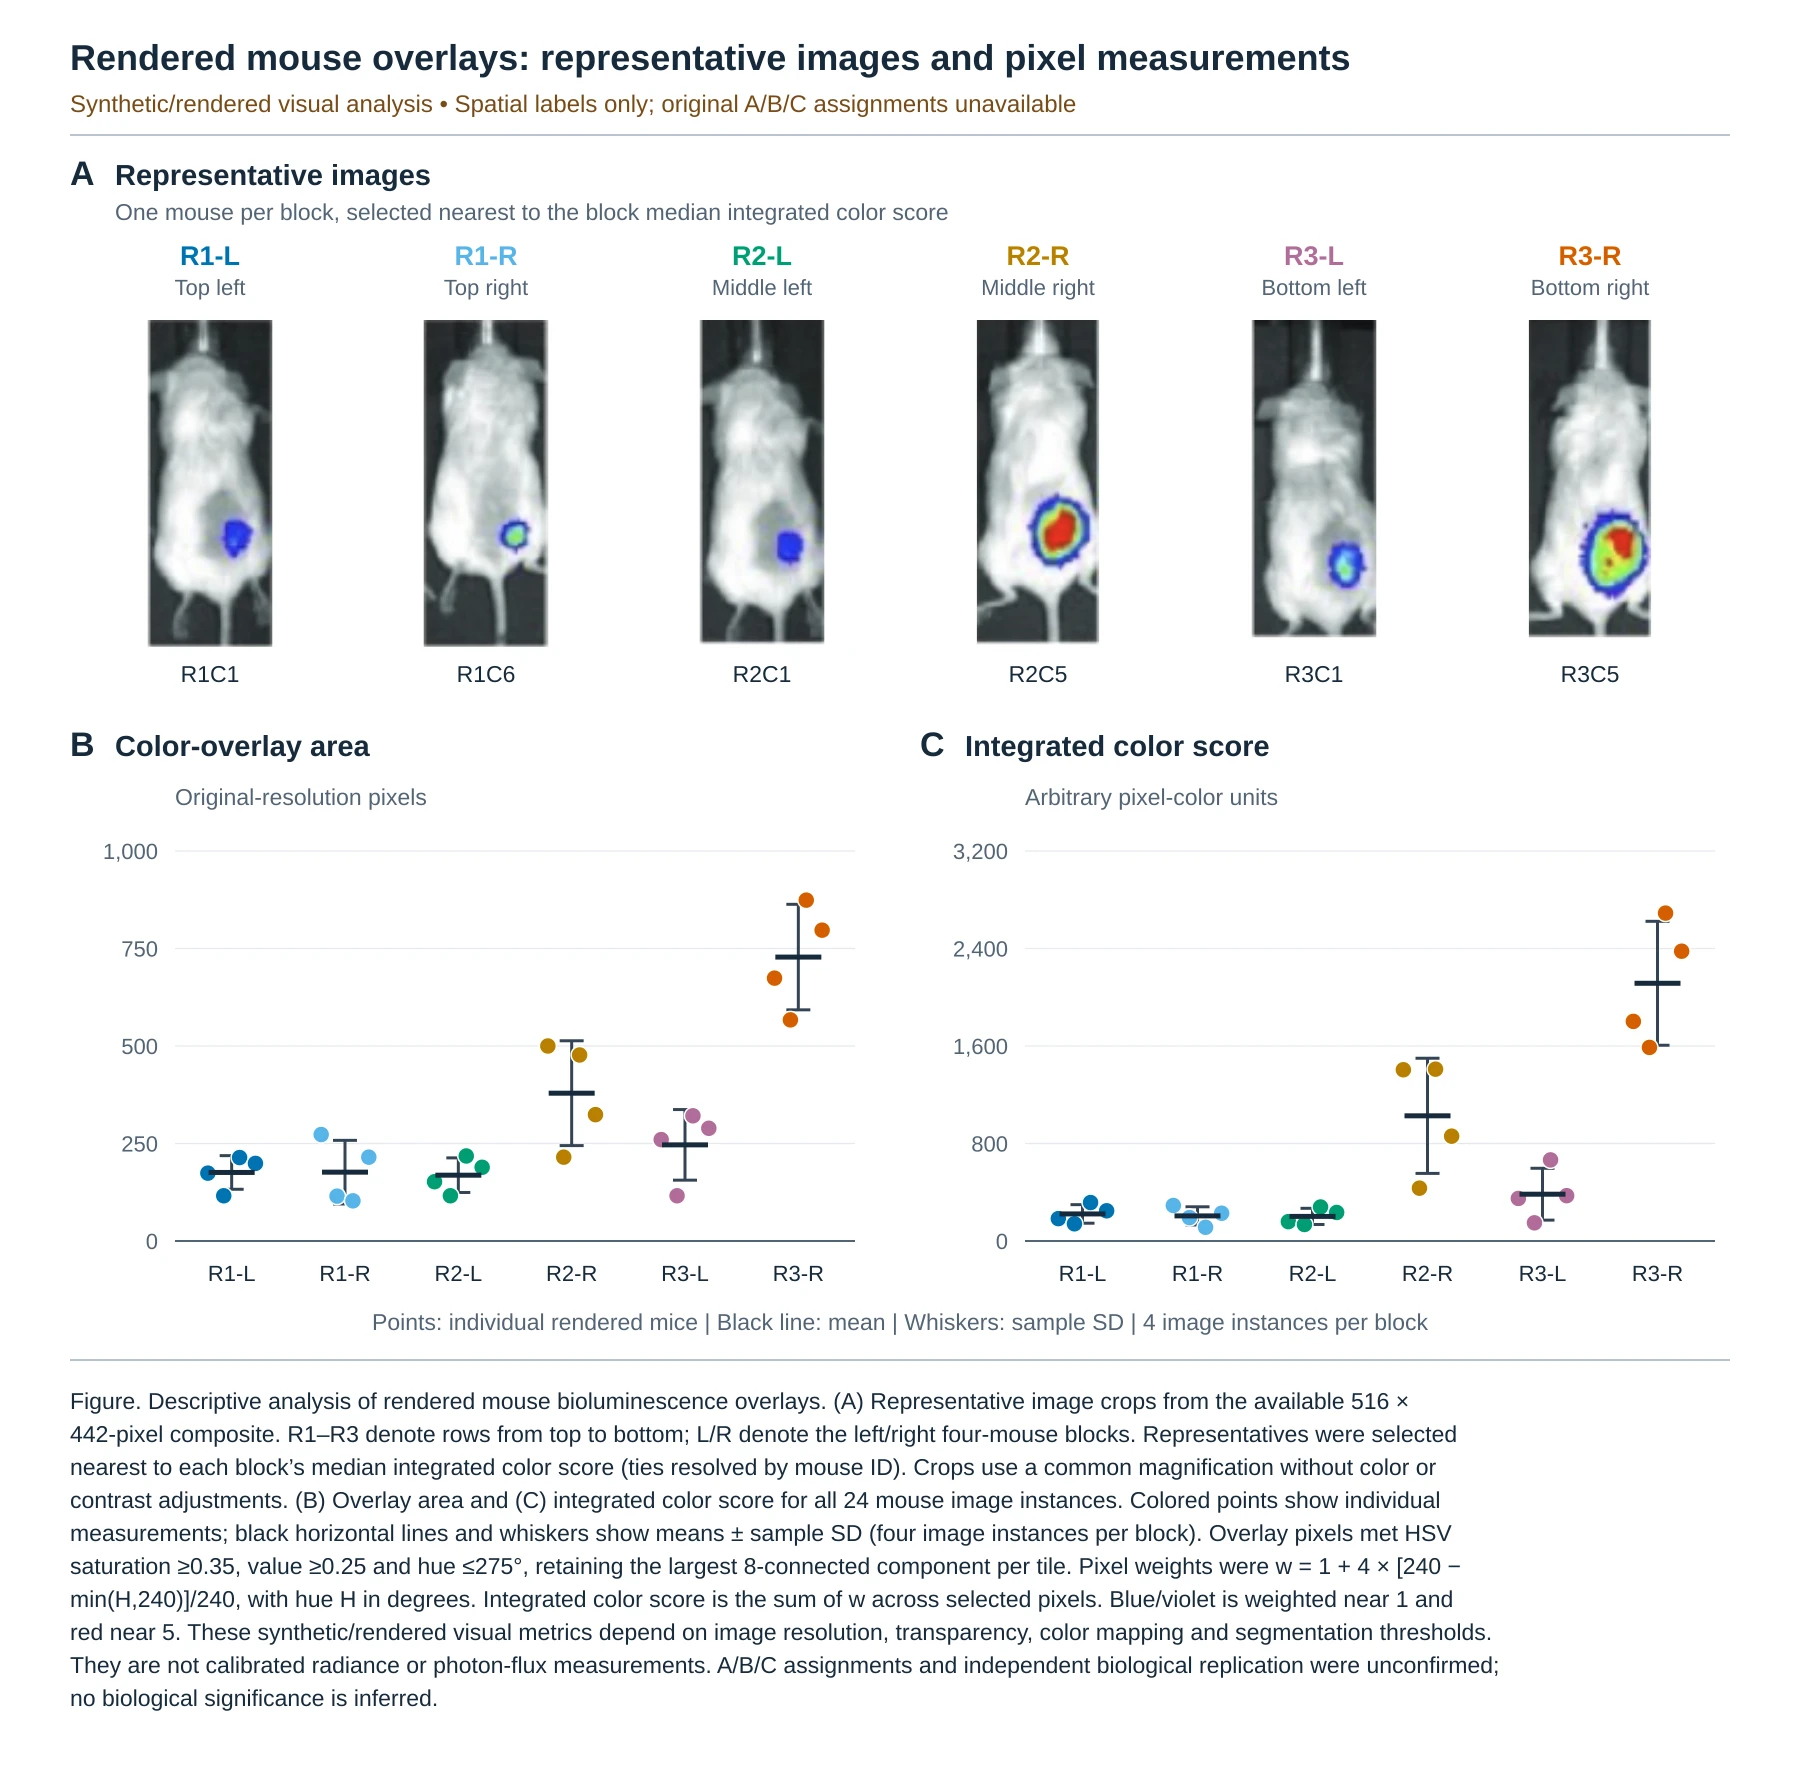 Rendered mouse overlays: representative images and pixel measurements
Synthetic/rendered visual analysis • Spatial labels only; original A/B/C assignments unavailable
A Representative images
One mouse per block, selected nearest to the block median integrated color score
R1-L R1-R R2-L R2-R R3-L R3-R
Top left Top right Middle left Middle right Bottom left Bottom right
R1C1 R1C6 R2C1 R2C5 R3C1 R3C5
B Color-overlay area
Original-resolution pixels
1,000
750
500
250
0
R1-L R1-R R2-L R2-R R3-L R3-R
C Integrated color score
Arbitrary pixel-color units
3,200
2,400
1,600
800
0
R1-L R1-R R2-L R2-R R3-L R3-R
Points: individual rendered mice | Black line: mean | Whiskers: sample SD | 4 image instances per block
Figure. Descriptive analysis of rendered mouse bioluminescence overlays. (A) Representative image crops from the available 516 ×
442-pixel composite. R1–R3 denote rows from top to bottom; L/R denote the left/right four-mouse blocks. Representatives were selected
nearest to each block’s median integrated color score (ties resolved by mouse ID). Crops use a common magnification without color or
contrast adjustments. (B) Overlay area and (C) integrated color score for all 24 mouse image instances. Colored points show individual
measurements; black horizontal lines and whiskers show means ± sample SD (four image instances per block). Overlay pixels met HSV
saturation ≥0.35, value ≥0.25 and hue ≤275°, retaining the largest 8-connected component per tile. Pixel weights were w = 1 + 4 × [240 −
min(H,240)]/240, with hue H in degrees. Integrated color score is the sum of w across selected pixels. Blue/violet is weighted near 1 and
red near 5. These synthetic/rendered visual metrics depend on image resolution, transparency, color mapping and segmentation thresholds.
They are not calibrated radiance or photon-flux measurements. A/B/C assignments and independent biological replication were unconfirmed;
no biological significance is inferred.